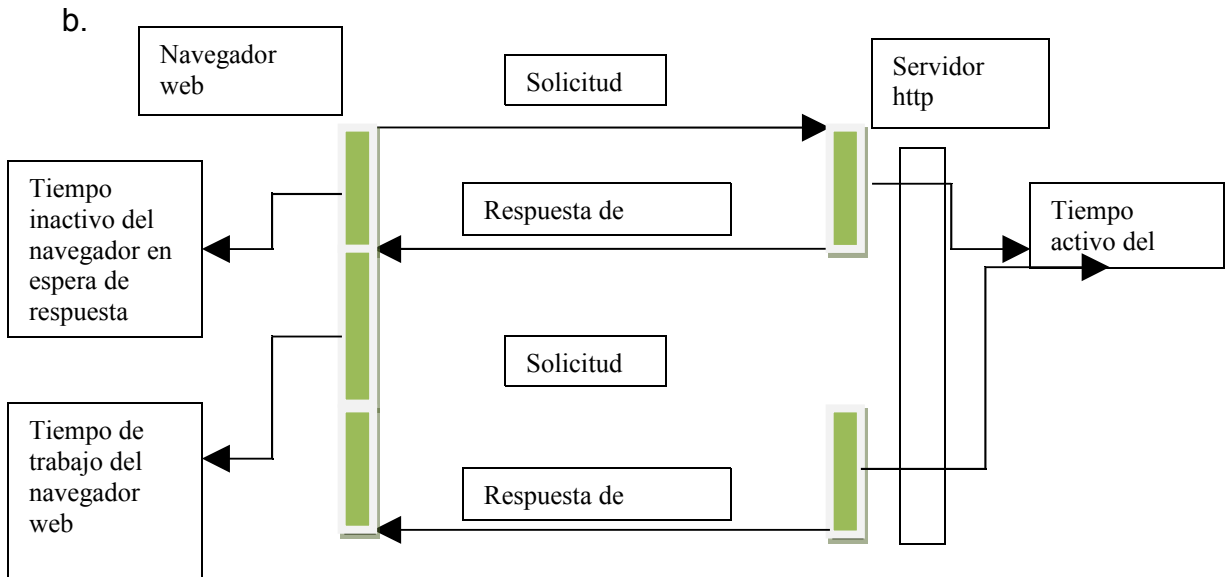 b.
Navegador
web
Solicitud
Servidor
http
Tiempo
inactivo del
navegador en
espera de
respuesta
Respuesta de
Tiempo
activo del
Solicitud
Tiempo de
trabajo del
navegador
web
Respuesta de